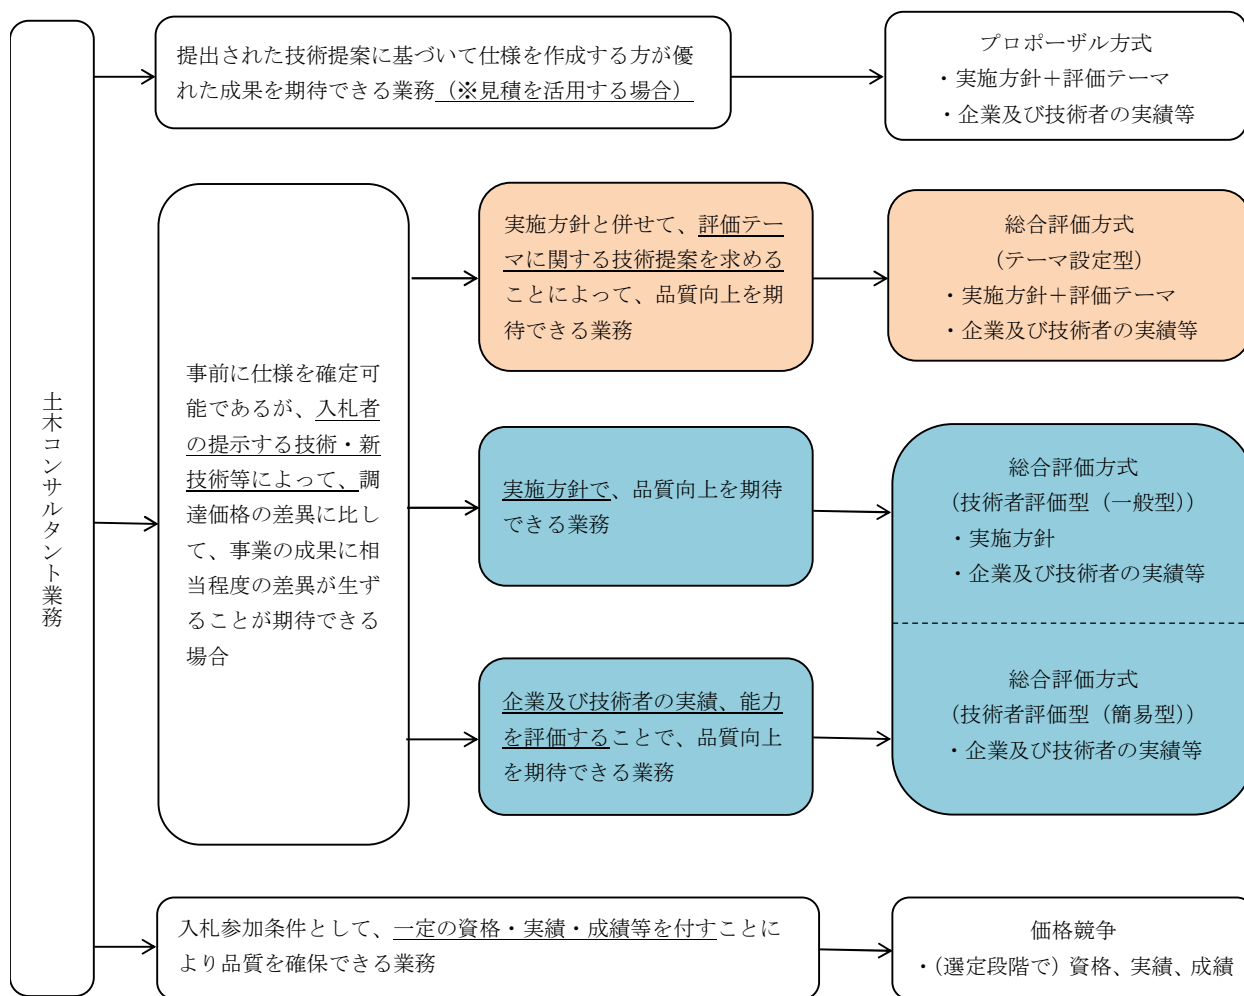 土木コンサルタント業務
提出された技術提案に基づいて仕様を作成する方が優
れた成果を期待できる業務（※見積を活用する場合）
プロポーザル方式
・実施方針＋評価テーマ
・企業及び技術者の実績等
事前に仕様を確定可
能であるが、入札者
の提示する技術・新
技術等によって、調
達価格の差異に比し
て、事業の成果に相
当程度の差異が生ず
ることが期待できる
場合
実施方針と併せて、評価テー
マに関する技術提案を求める
ことによって、品質向上を期
待できる業務
総合評価方式
（テーマ設定型）
・実施方針＋評価テーマ
・企業及び技術者の実績等
実施方針で、品質向上を期待
できる業務
総合評価方式
（技術者評価型（一般型））
・実施方針
・企業及び技術者の実績等
企業及び技術者の実績、能力
を評価することで、品質向上
を期待できる業務
総合評価方式
（技術者評価型（簡易型））
・企業及び技術者の実績等
入札参加条件として、一定の資格・実績・成績等を付すことに
より品質を確保できる業務
価格競争
・（選定段階で）資格、実績、成績